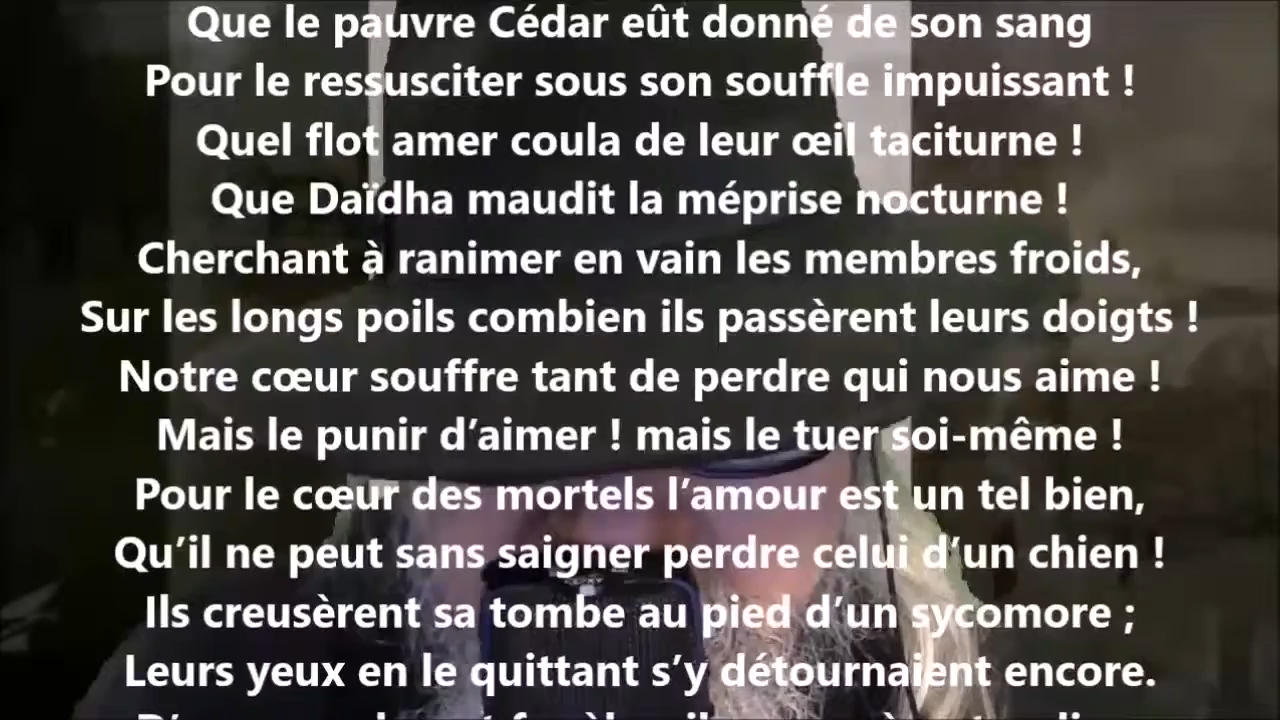 Que le pauvre Cédar eût donné de son sang
Pour le ressusciter sous son souffle impuissant !
Quel flot amer coula de leur œil taciturne !
Que Daïdha maudit la méprise nocturne !
Cherchant à ranimer en vain les membres froids,
Sur les longs poils combien ils passèrent leurs doigts !
Notre cœur souffre tant de perdre qui nous aime !
Mais le punir d’aimer ! mais le tuer soi-même !
Pour le cœur des mortels l’amour est un tel bien,
Qu’il ne peut sans saigner perdre celui d’un chien !
Ils creusèrent sa tombe au pied d’un sycomore ;
Leurs yeux en le quittant s’y détournaient encore.